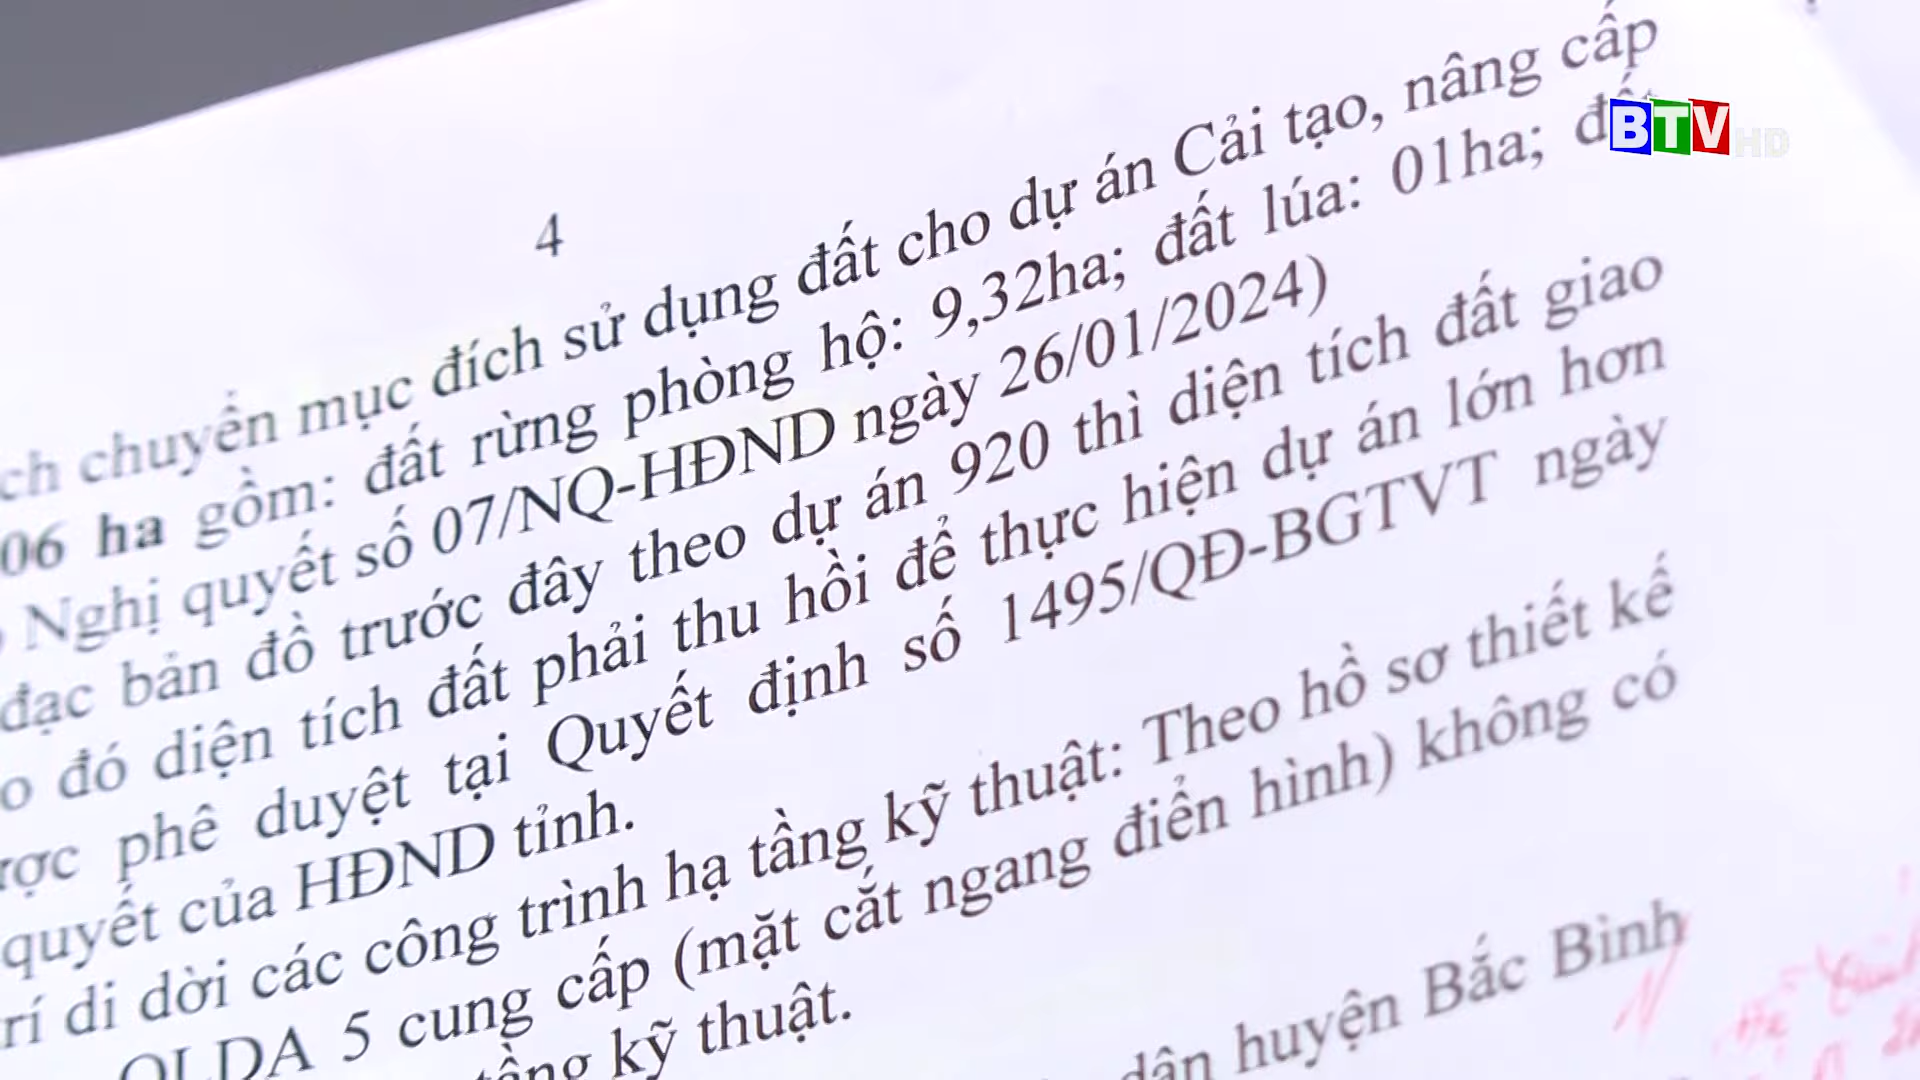 4
ch chuyển mục đích sử dụng đất cho dự án Cải tạo, nâng cấp
06 ha gồm: đất rừng phòng hộ: 9,32ha; đất lúa: 01ha; đất
Nghị quyết số 07/NQ-HĐND ngày 26/01/2024)
đạc bản đồ trước đây theo dự án 920 thì diện tích đất giao
o đó diện tích đất phải thu hồi để thực hiện dự án lớn hơn
ược phê duyệt tại Quyết định số 1495/QĐ-BGTVT ngày
quyết của HĐND tỉnh.
rí di dời các công trình hạ tầng kỹ thuật: Theo hồ sơ thiết kế
QLDA 5 cung cấp (mặt cắt ngang điển hình) không có
tầng kỹ thuật.
dân huyện Bắc Bình
BTV HD